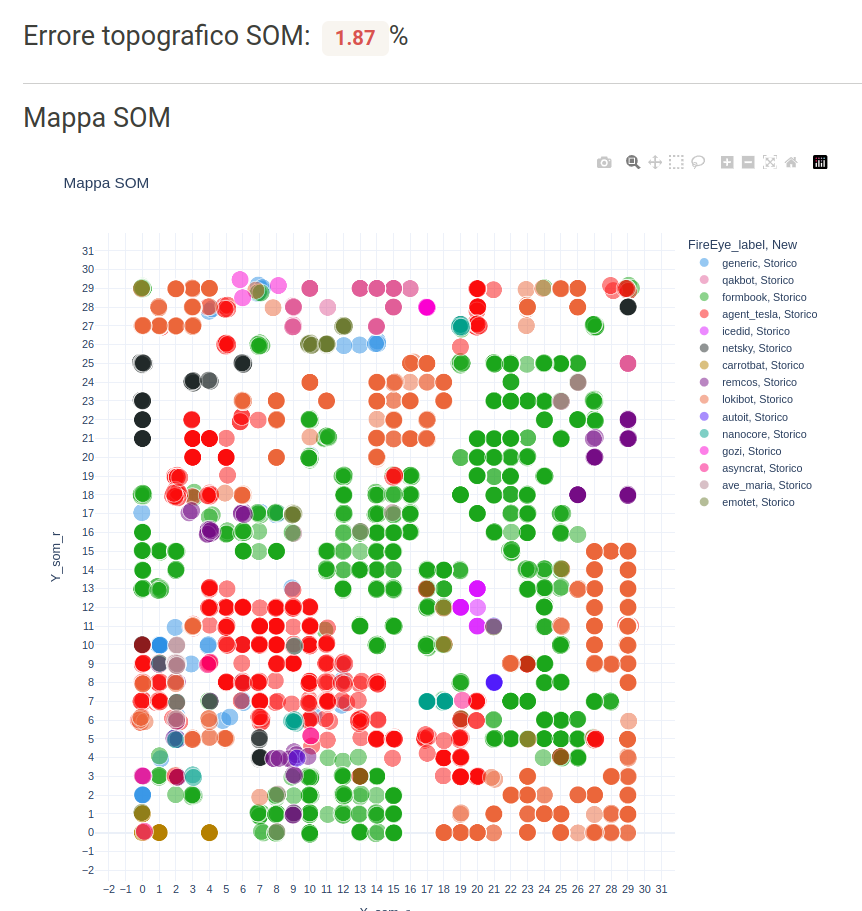 Errore topografico SOM: 1.87 %
Mappa SOM
Mappa SOM
FireEye_label, New
generic, Storico
qakbot, Storico
formbook, Storico
agent_tesla, Storico
icedid, Storico
netsky, Storico
carrotbat, Storico
remcos, Storico
lokibot, Storico
autoit, Storico
nanocore, Storico
gozi, Storico
asyncrat, Storico
ave_maria, Storico
emotet, Storico
Y_som_r
31
30
29
28
27
26
25
24
23
22
21
20
19
18
17
16
15
14
13
12
11
10
9
8
7
6
5
4
3
2
1
0
−1
−2
−2 −1 0 1 2 3 4 5 6 7 8 9 10 11 12 13 14 15 16 17 18 19 20 21 22 23 24 25 26 27 28 29 30 31